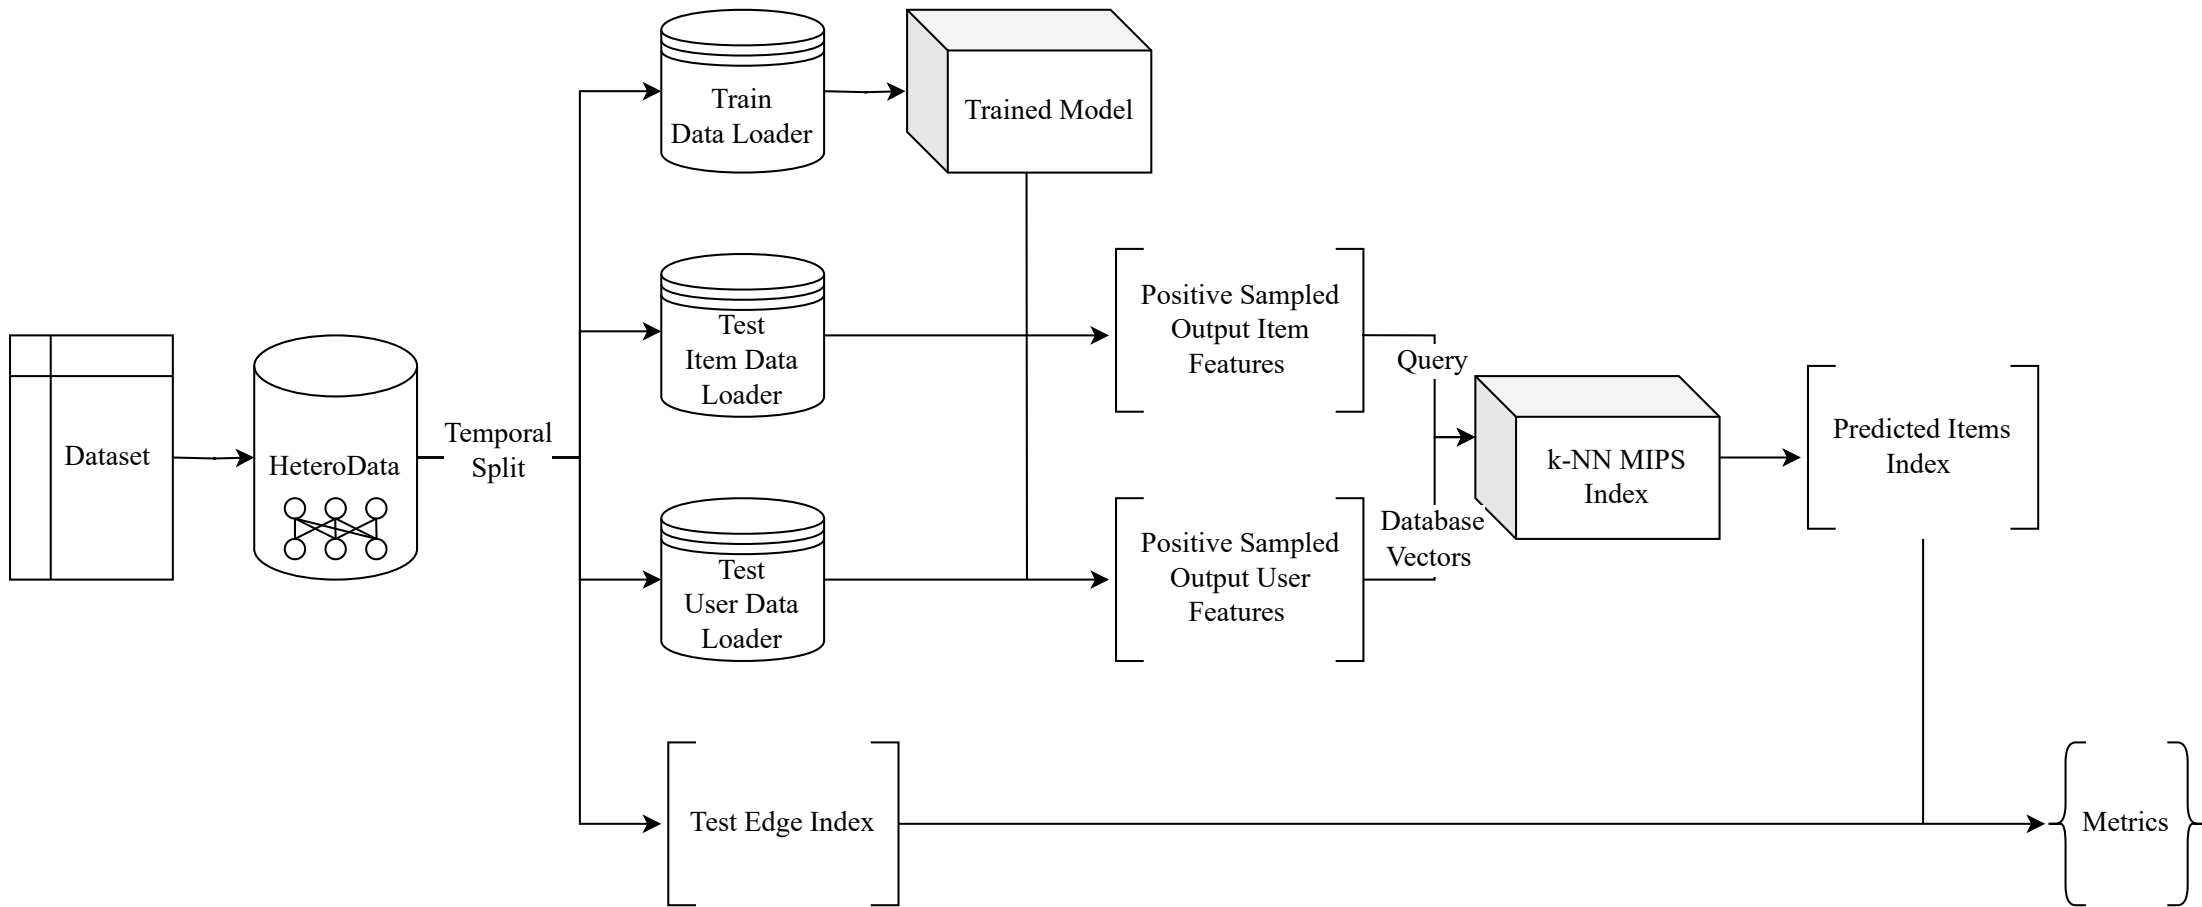 Train
Data Loader
Trained Model
Test
Item Data
Loader
Positive Sampled
Output Item
Features
Query
Dataset
HeteroData
Temporal
Split
k-NN MIPS
Index
Predicted Items
Index
Database
Vectors
Test
User Data
Loader
Positive Sampled
Output User
Features
Test Edge Index
Metrics